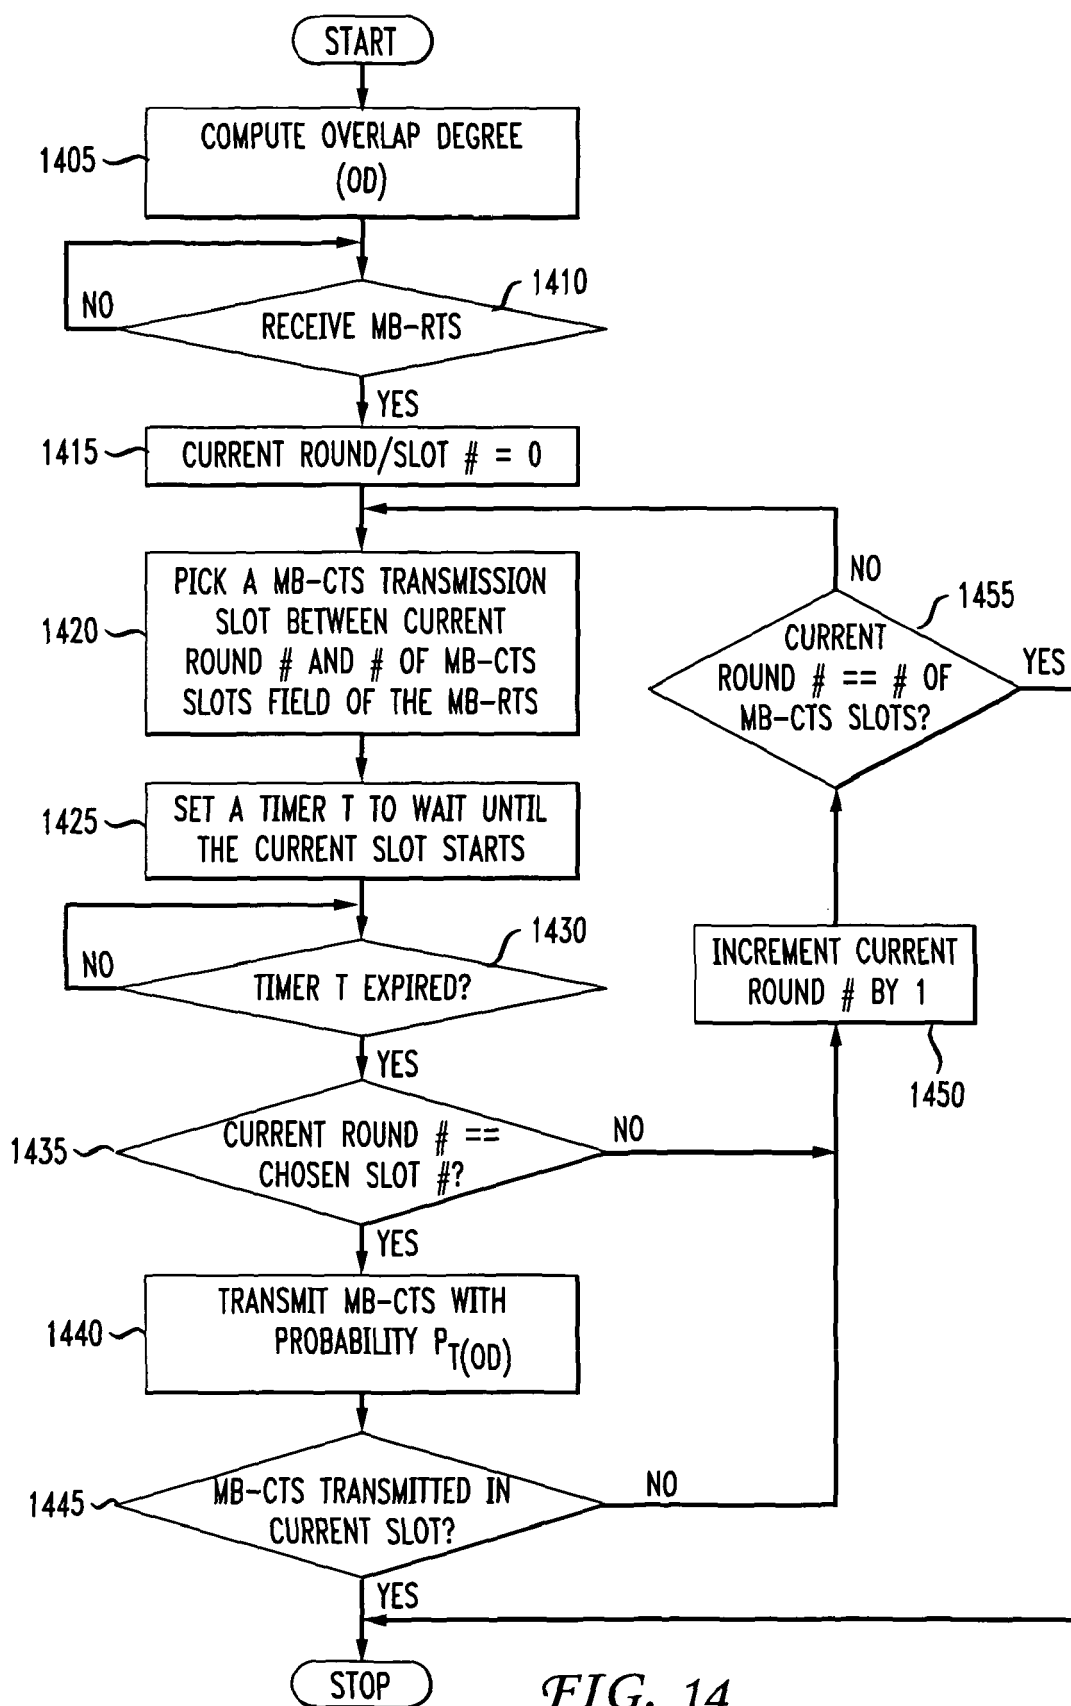 START
1405
COMPUTE OVERLAP DEGREE
(OD)
1410
NO
RECEIVE MB-RTS
YES
1415
CURRENT ROUND/SLOT # = 0
1420
PICK A MB-CTS TRANSMISSION
SLOT BETWEEN CURRENT
ROUND # AND # OF MB-CTS
SLOTS FIELD OF THE MB-RTS
NO
1455
CURRENT
ROUND # == # OF
MB-CTS SLOTS?
YES
1425
SET A TIMER T TO WAIT UNTIL
THE CURRENT SLOT STARTS
1430
NO
TIMER T EXPIRED?
YES
INCREMENT CURRENT
ROUND # BY 1
1450
1435
CURRENT ROUND # ==
CHOSEN SLOT #?
NO
YES
1440
TRANSMIT MB-CTS WITH
PROBABILITY PT(OD)
1445
MB-CTS TRANSMITTED IN
CURRENT SLOT?
NO
YES
STOP
FIG. 14